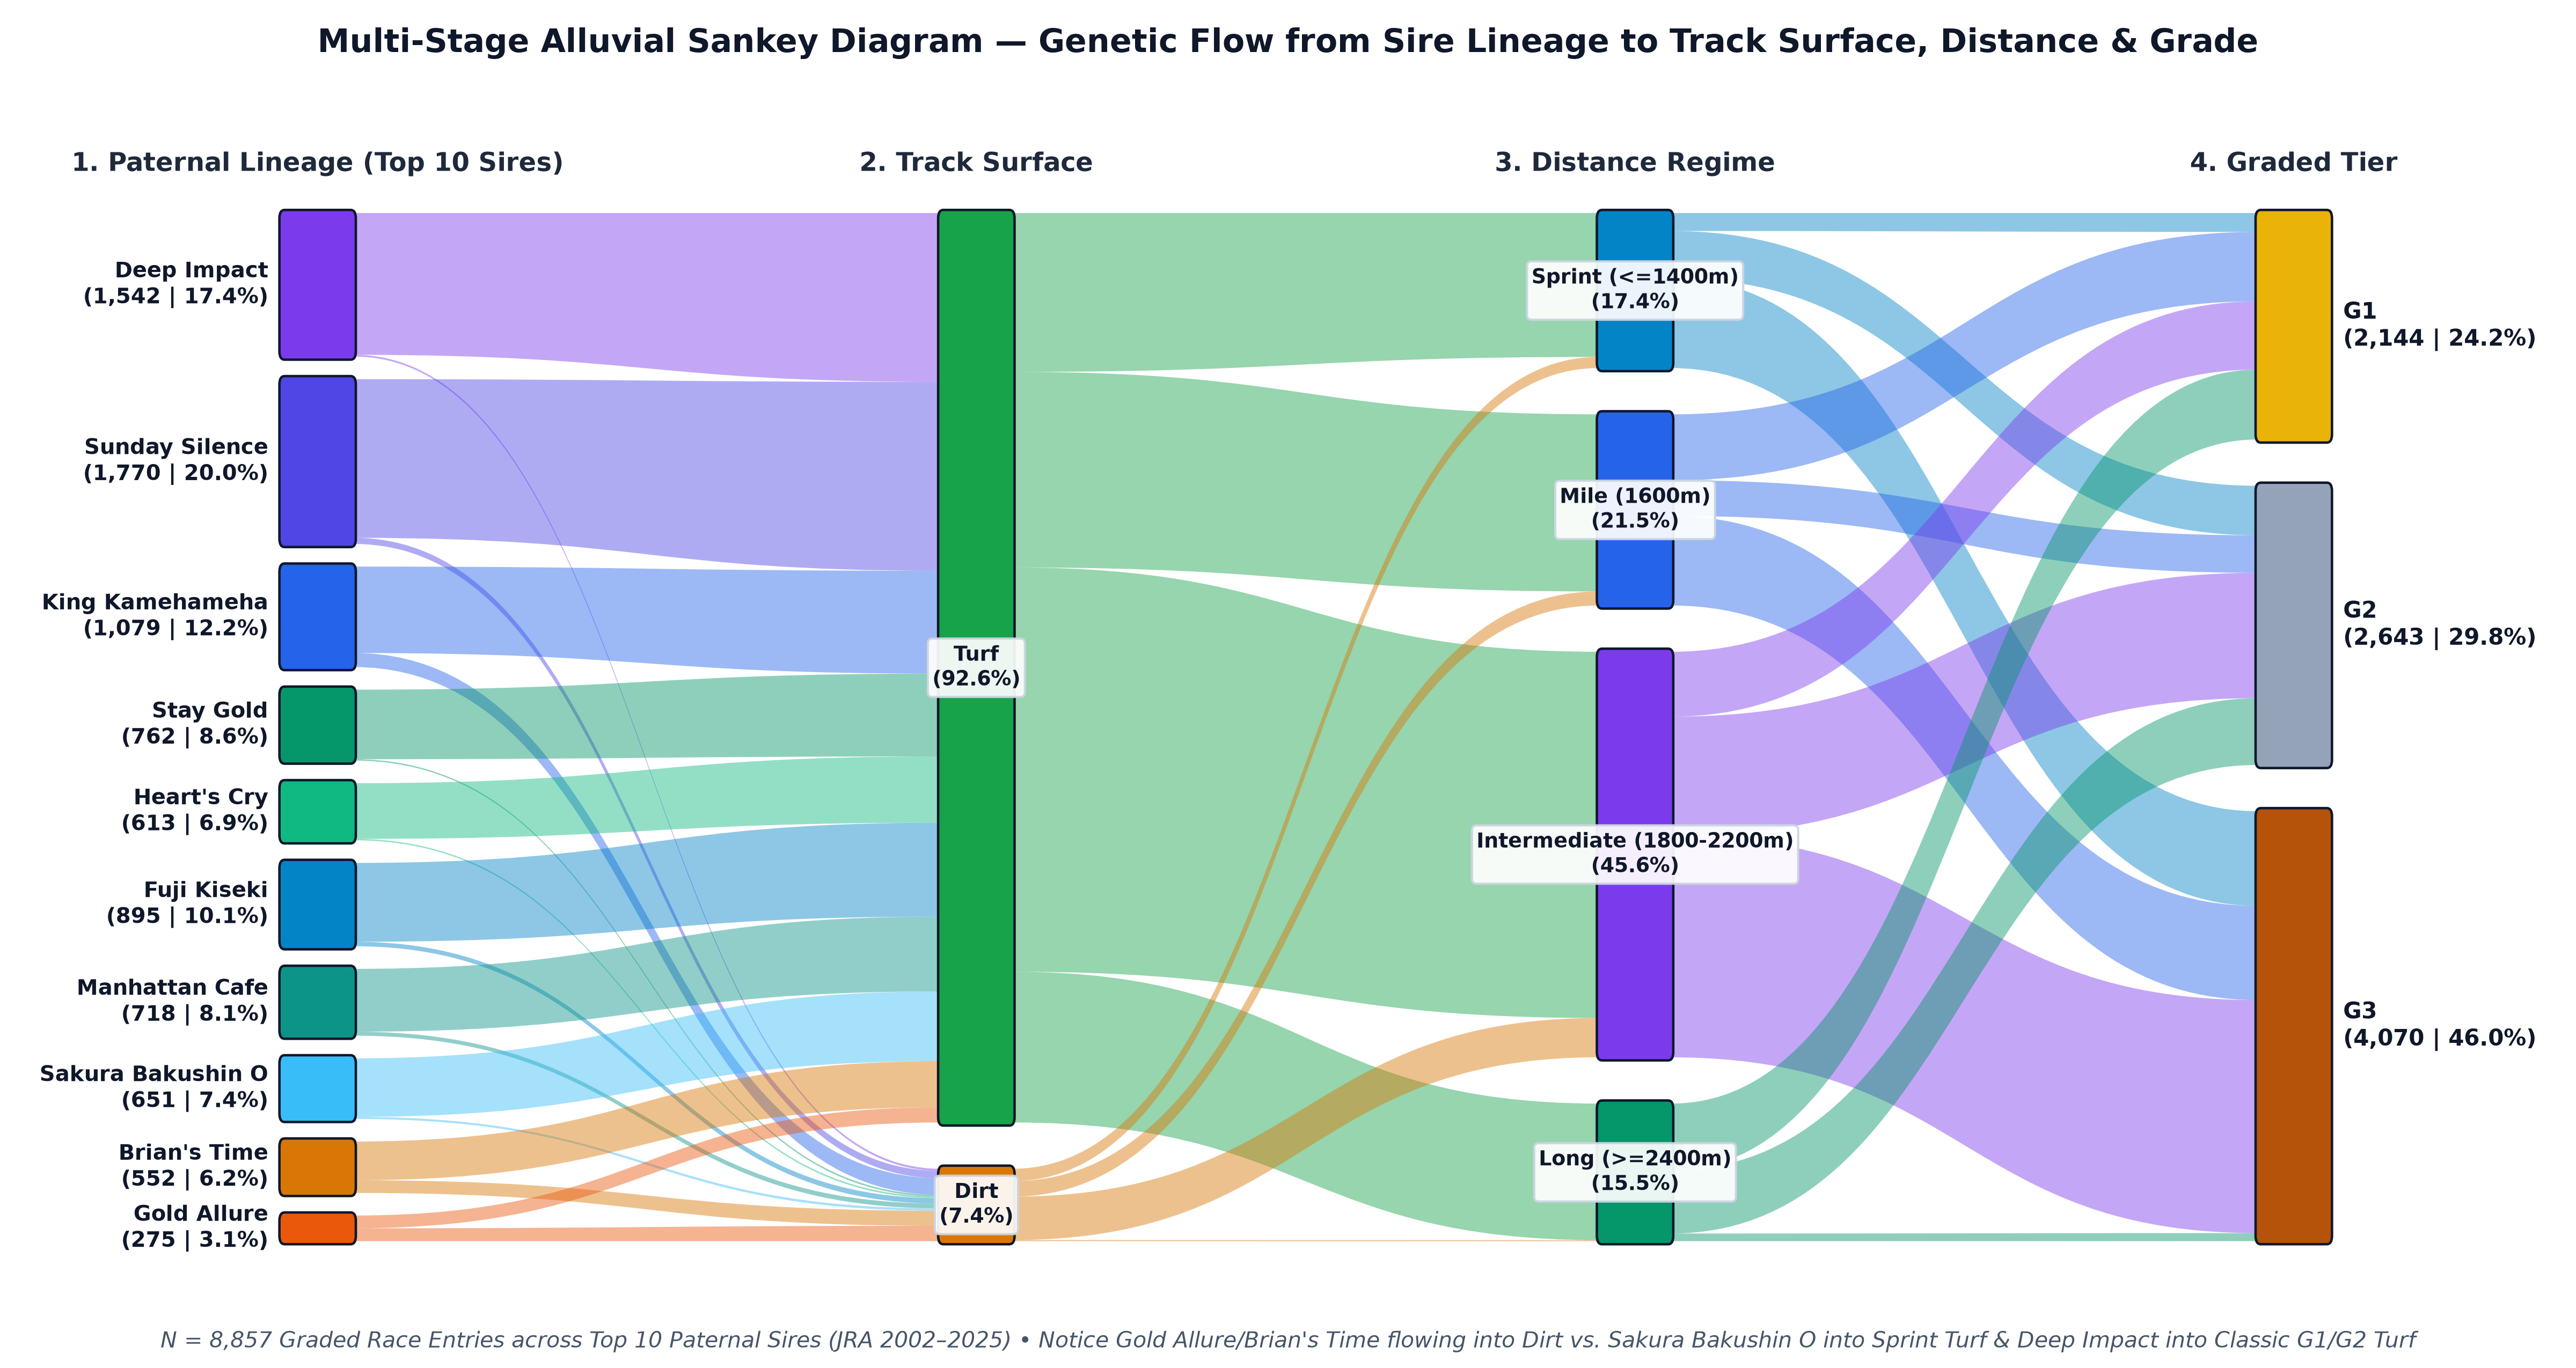 Multi-Stage Alluvial Sankey Diagram — Genetic Flow from Sire Lineage to Track Surface, Distance & Grade
1. Paternal Lineage (Top 10 Sires)
2. Track Surface
3. Distance Regime
4. Graded Tier
Deep Impact
(1,542 | 17.4%)
Sunday Silence
(1,770 | 20.0%)
King Kamehameha
(1,079 | 12.2%)
Stay Gold
(762 | 8.6%)
Heart's Cry
(613 | 6.9%)
Fuji Kiseki
(895 | 10.1%)
Manhattan Cafe
(718 | 8.1%)
Sakura Bakushin O
(651 | 7.4%)
Brian's Time
(552 | 6.2%)
Gold Allure
(275 | 3.1%)
Turf
(92.6%)
Dirt
(7.4%)
Sprint (<=1400m)
(17.4%)
Mile (1600m)
(21.5%)
Intermediate (1800-2200m)
(45.6%)
Long (>=2400m)
(15.5%)
G1
(2,144 | 24.2%)
G2
(2,643 | 29.8%)
G3
(4,070 | 46.0%)
N = 8,857 Graded Race Entries across Top 10 Paternal Sires (JRA 2002–2025) • Notice Gold Allure/Brian's Time flowing into Dirt vs. Sakura Bakushin O into Sprint Turf & Deep Impact into Classic G1/G2 Turf